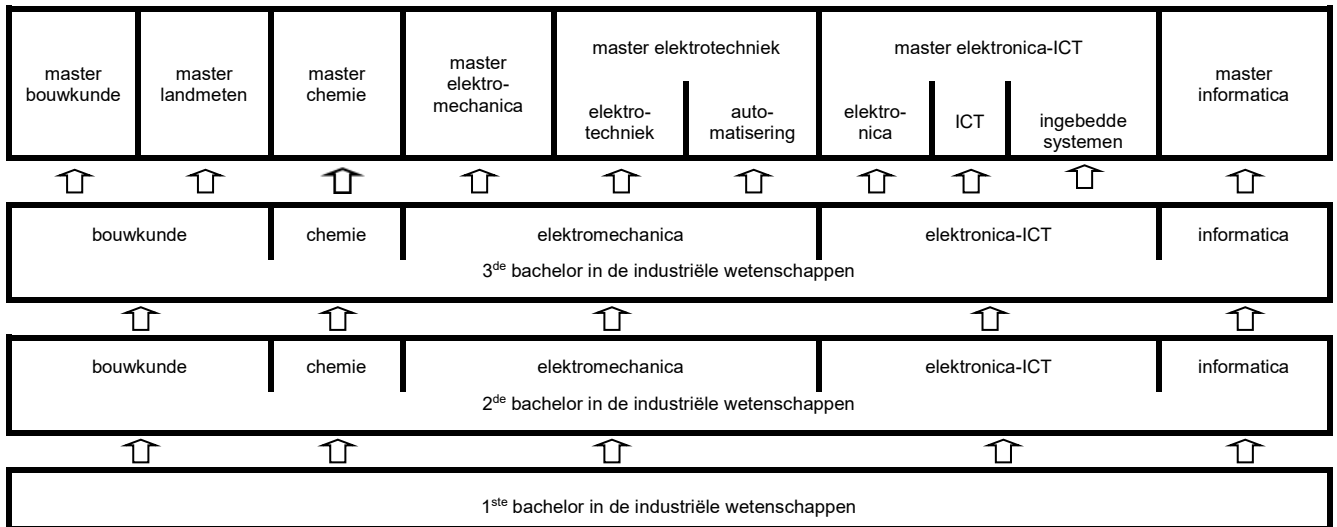 master
bouwkunde
master
landmeten
master
chemie
master
elektro-
mechanica
master elektrotechniek
elektro-
techniek
auto-
matisering
master elektronica-ICT
elektro-
nica
ICT
ingebedde
systemen
master
informatica
bouwkunde
chemie
elektromechanica
elektronica-ICT
informatica
3de bachelor in de industriële wetenschappen
bouwkunde
chemie
elektromechanica
elektronica-ICT
informatica
2de bachelor in de industriële wetenschappen
1ste bachelor in de industriële wetenschappen